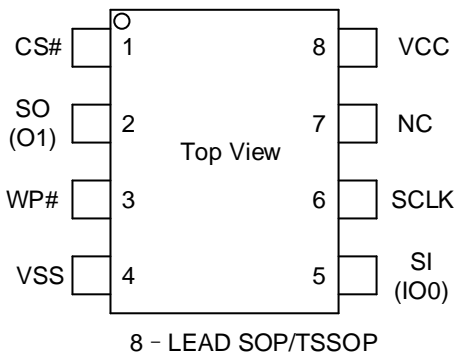 CS# 1 8 VCC
SO
(O1) 2 7 NC
Top View
WP# 3 6 SCLK
VSS 4 5 SI
(IO0)
8 - LEAD SOP/TSSOP